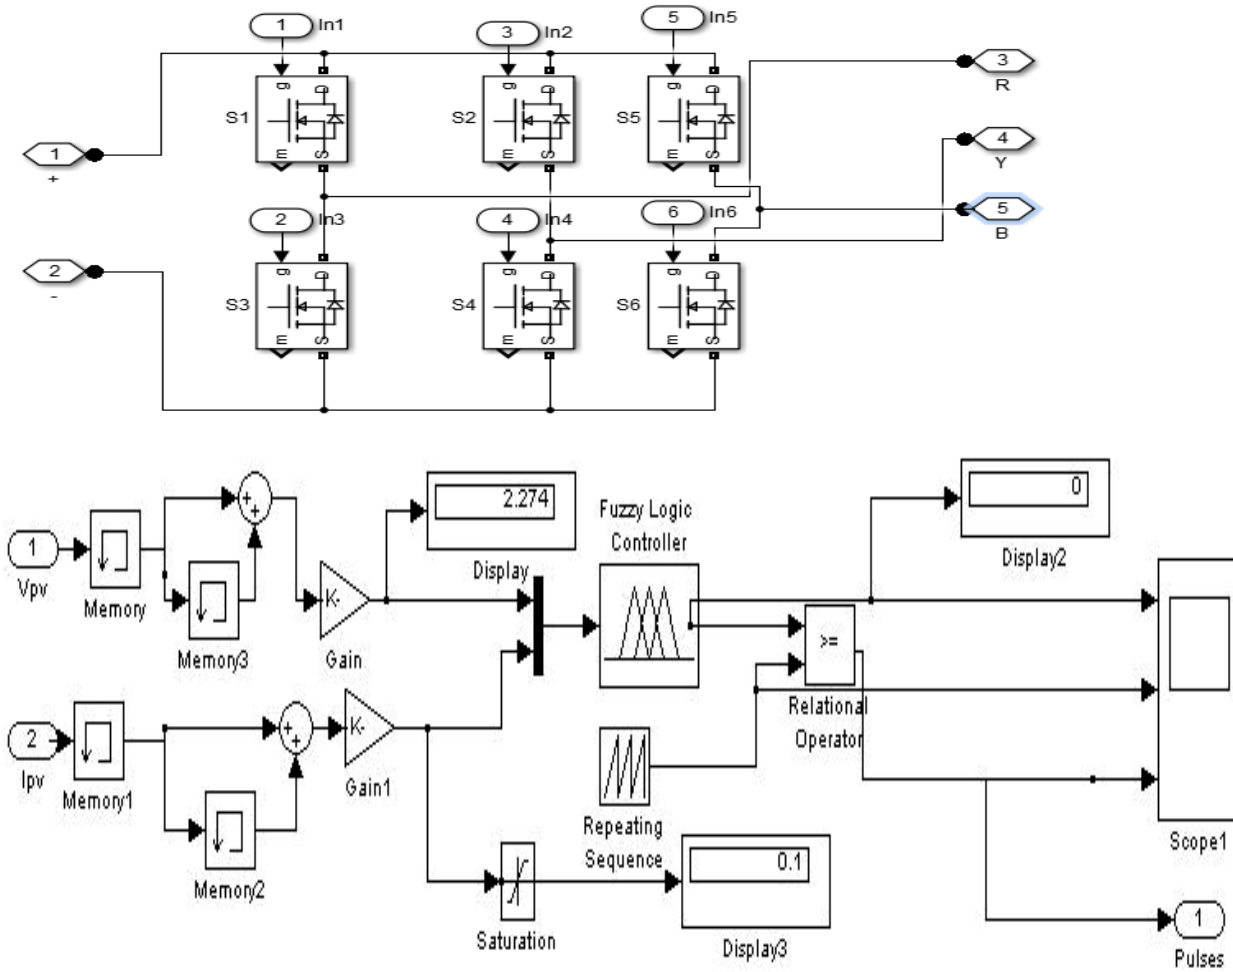 1 In1
3 In2
5 In5
3
R
g D
S1
m S
g D
S2
m S
g D
S5
m S
1
+
4
Y
2 In3
4 In4
6 In6
5
B
2
-
g D
S3
m S
g D
S4
m S
g D
S6
m S
1
Vpv
Memory
+
+
Memory3
K-
Gain
2.274
Display
Fuzzy Logic
Controller
0
Display2
>=
Relational
Operator
2
Ipv
Memory1
+
+
Memory2
K-
Gain1
Repeating
Sequence
Scope1
Saturation
0.1
Display3
1
Pulses